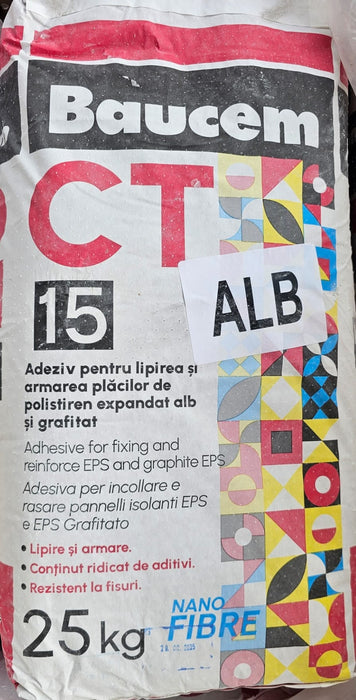 Baucem
CT
15
ALB
Adeziv pentru lipirea și
armarea plăcilor de
polistiren expandat alb
și grafitat
Adhesive for fixing and
reinforce EPS and graphite EPS
Adesiva per incollare e
rasare pannelli isolanti EPS
e EPS Grafitato
• Lipire și armare.
• Conținut ridicat de aditivi.
• Rezistent la fisuri.
25kg
NANO
FIBRE